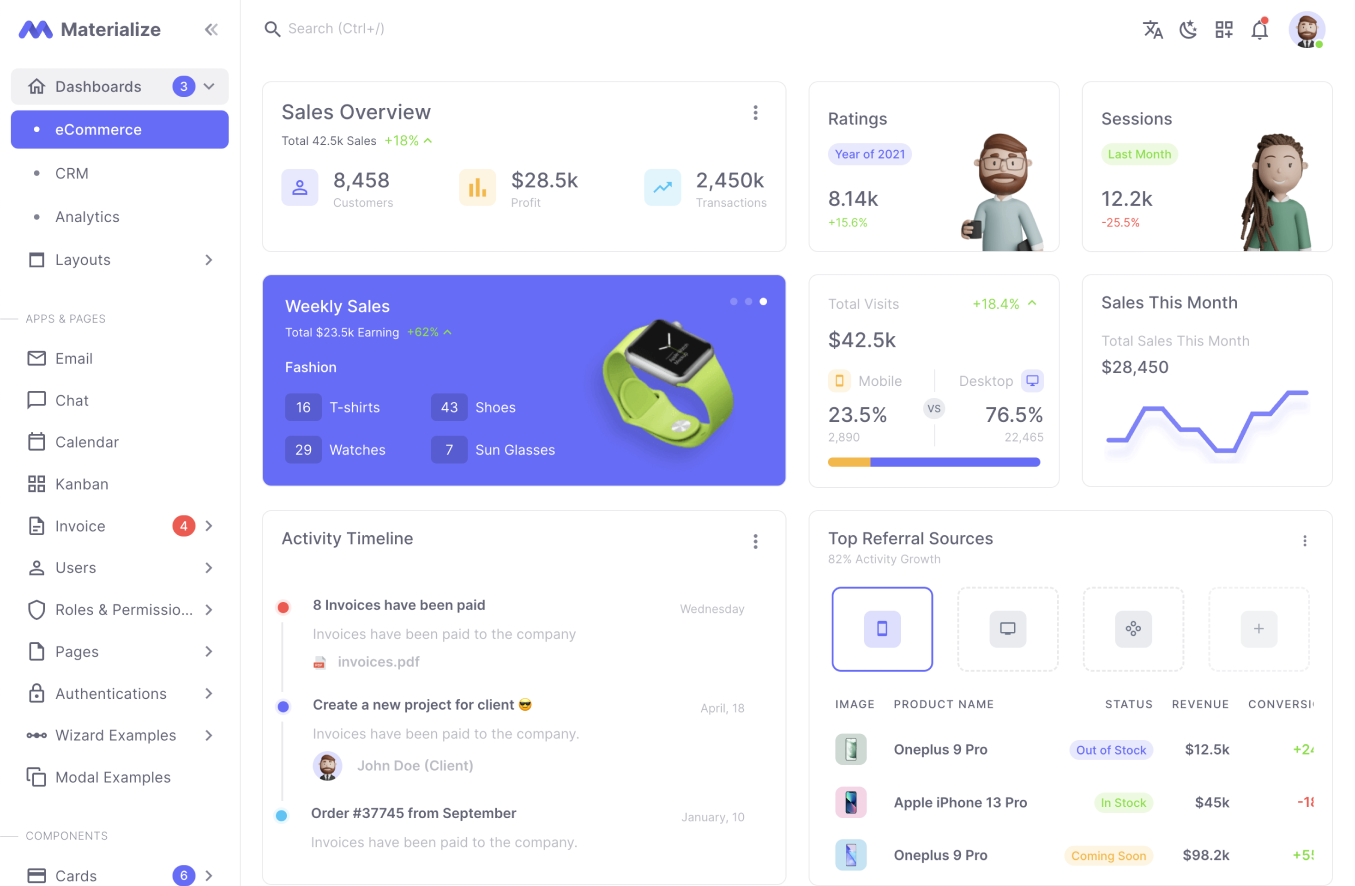 Materialize
Search (Ctrl+/)
Dashboards 3
eCommerce
CRM
Analytics
Layouts
APPS & PAGES
Email
Chat
Calendar
Kanban
Invoice 4
Users
Roles & Permissio...
Pages
Authentications
Wizard Examples
Modal Examples
COMPONENTS
Cards 6
Sales Overview
Total 42.5k Sales +18%
8,458
Customers
$28.5k
Profit
2,450k
Transactions
Ratings
Year of 2021
8.14k
+15.6%
Sessions
Last Month
12.2k
-25.5%
Weekly Sales
Total $23.5k Earning +62%
Fashion
16 T-shirts
43 Shoes
29 Watches
7 Sun Glasses
Total Visits +18.4%
$42.5k
Mobile
Desktop
23.5%
VS
76.5%
2,890
22,465
Sales This Month
Total Sales This Month
$28,450
Activity Timeline
8 Invoices have been paid
Wednesday
Invoices have been paid to the company
invoices.pdf
Create a new project for client 😎
April, 18
Invoices have been paid to the company.
John Doe (Client)
Order #37745 from September
January, 10
Invoices have been paid to the company.
Top Referral Sources
82% Activity Growth
IMAGE PRODUCT NAME STATUS REVENUE CONVERSI
Oneplus 9 Pro Out of Stock $12.5k +24
Apple iPhone 13 Pro In Stock $45k -18
Oneplus 9 Pro Coming Soon $98.2k +55